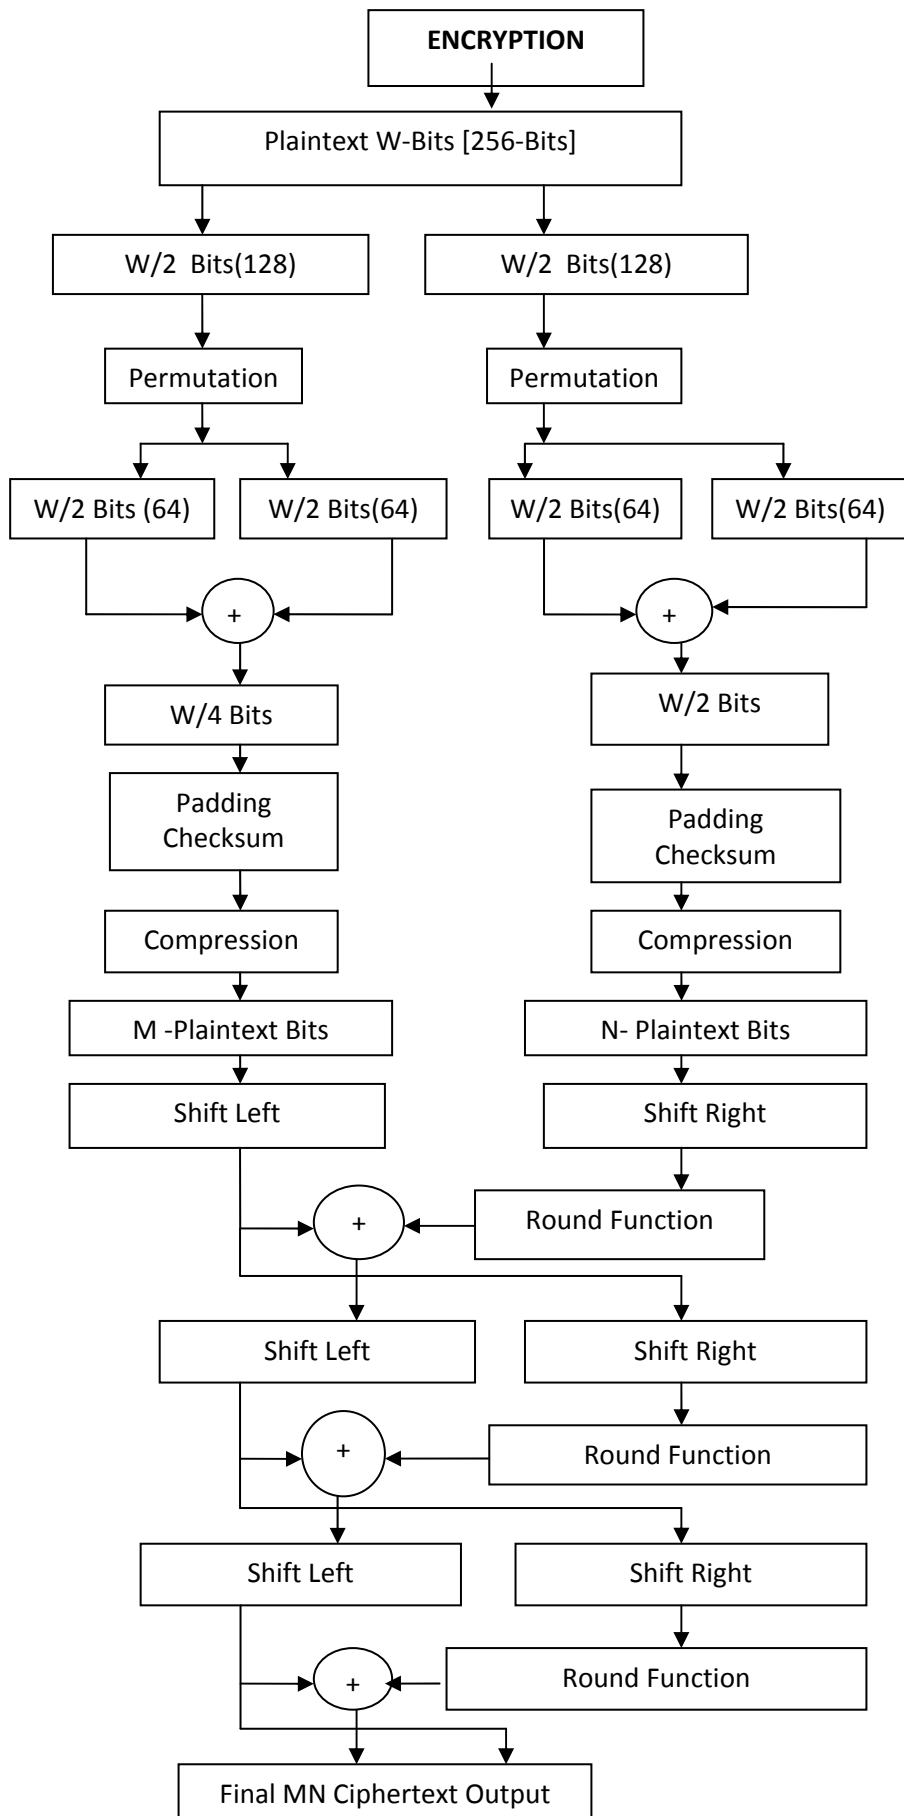 ENCRYPTION
Plaintext W-Bits [256-Bits]
W/2 Bits(128)
W/2 Bits(128)
Permutation
Permutation
W/2 Bits (64)
W/2 Bits(64)
W/2 Bits(64)
W/2 Bits(64)
+
+
W/4 Bits
W/2 Bits
Padding
Checksum
Padding
Checksum
Compression
Compression
M -Plaintext Bits
N- Plaintext Bits
Shift Left
Shift Right
+
Round Function
Shift Left
Shift Right
+
Round Function
Shift Left
Shift Right
+
Round Function
Final MN Ciphertext Output